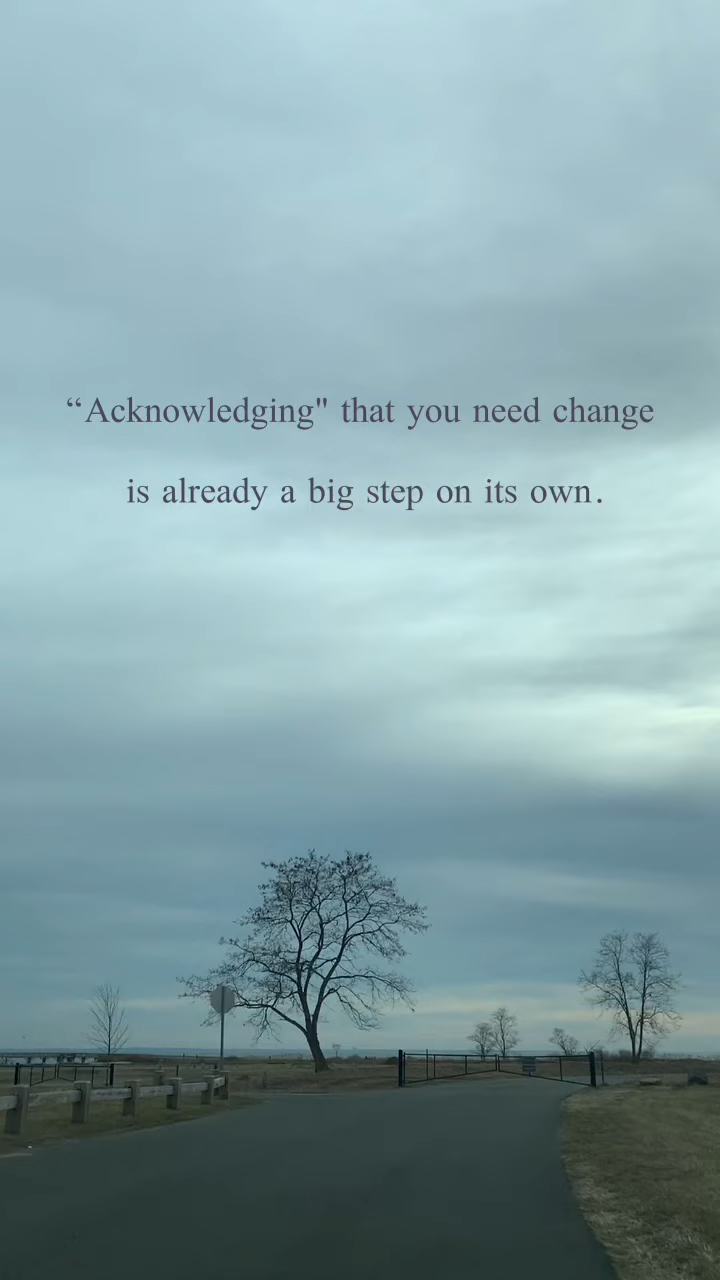 “Acknowledging" that you need change
is already a big step on its own.